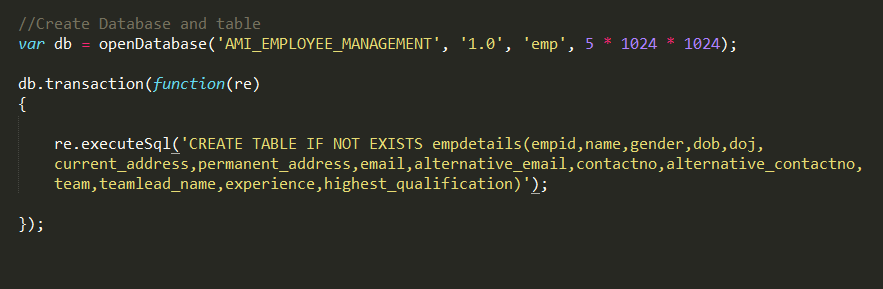 //Create Database and table
var db = openDatabase('AMI_EMPLOYEE_MANAGEMENT', '1.0', 'emp', 5 * 1024 * 1024);
db.transaction(function(re)
{
re.executeSql('CREATE TABLE IF NOT EXISTS empdetails(empid,name,gender,dob,doj,
current_address,permanent_address,email,alternative_email,contactno,alternative_contactno,
team,teamlead_name,experience,highest_qualification)');
});